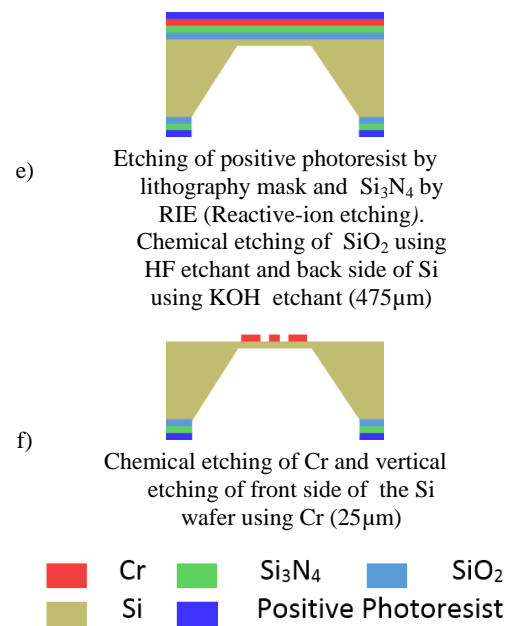 e)
Etching of positive photoresist by
lithography mask and Si₃N₄ by
RIE (Reactive-ion etching).
Chemical etching of SiO₂ using
HF etchant and back side of Si
using KOH etchant (475μm)
f)
Chemical etching of Cr and vertical
etching of front side of the Si
wafer using Cr (25μm)
Cr Si₃N₄ SiO₂
Si Positive Photoresist